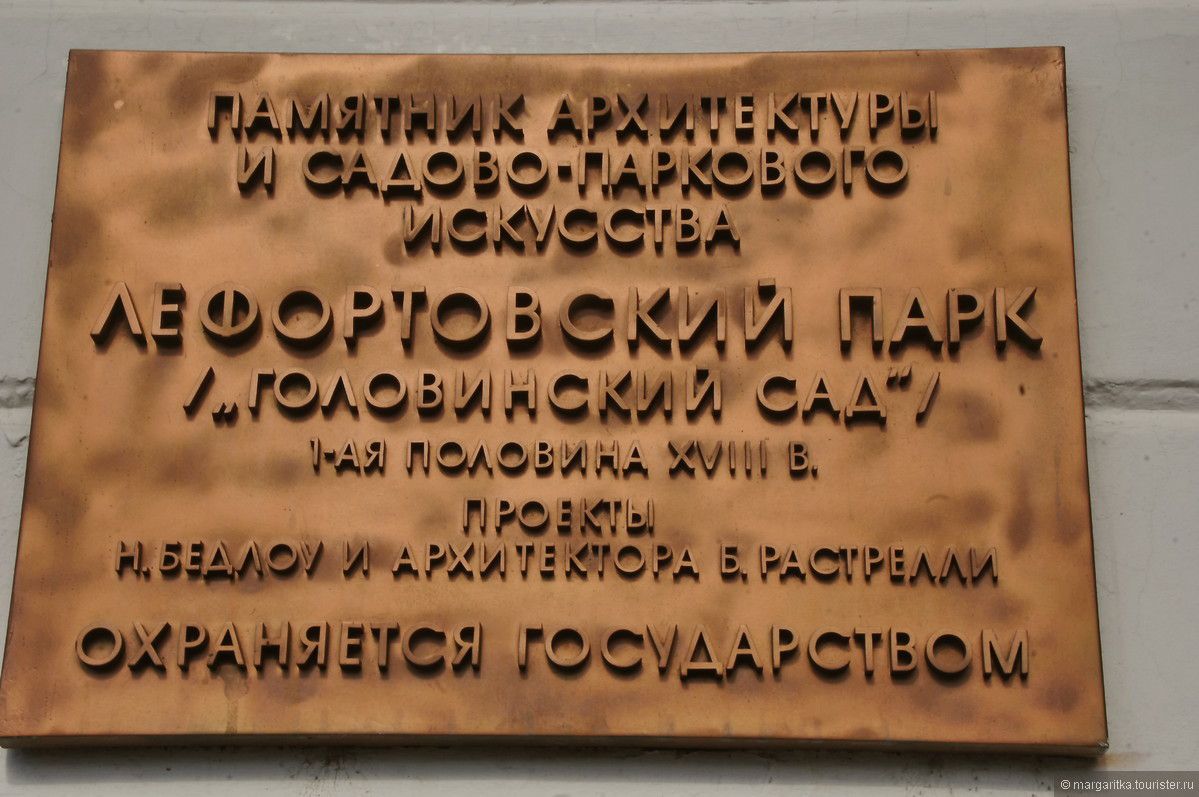 ПАМЯТНИК АРХИТЕКТУРЫ
И САДОВО-ПАРКОВОГО
ИСКУССТВА
ЛЕФОРТОВСКИЙ ПАРК
/„ГОЛОВИНСКИЙ САД“/
1-АЯ ПОЛОВИНА XVIII В.
ПРОЕКТЫ
Н. БЕДЛОУ И АРХИТЕКТОРА Б. РАСТРЕЛЛИ
ОХРАНЯЕТСЯ ГОСУДАРСТВОМ
© margaritka.tourister.ru